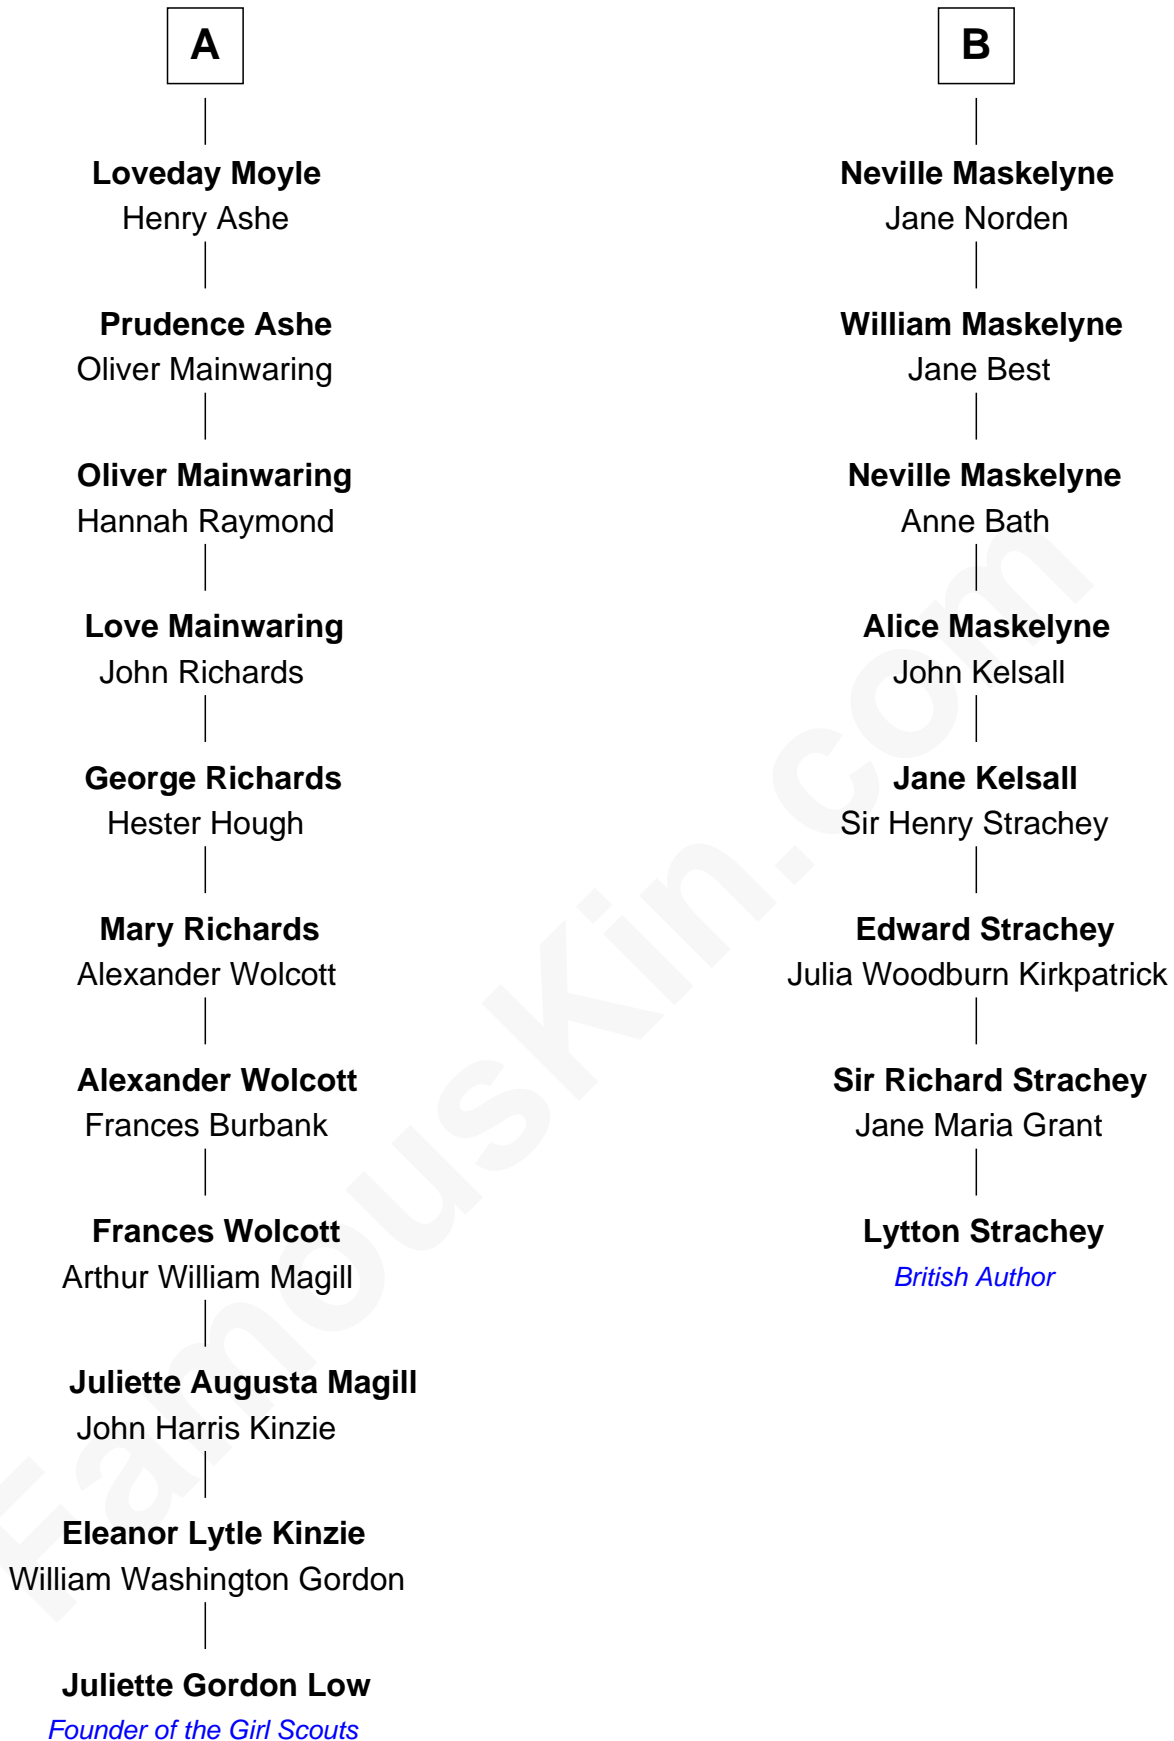 A
Loveday Moyle
Henry Ashe
Prudence Ashe
Oliver Mainwaring
Oliver Mainwaring
Hannah Raymond
Love Mainwaring
John Richards
George Richards
Hester Hough
Mary Richards
Alexander Wolcott
Alexander Wolcott
Frances Burbank
Frances Wolcott
Arthur William Magill
Juliette Augusta Magill
John Harris Kinzie
Eleanor Lytle Kinzie
William Washington Gordon
Juliette Gordon Low
Founder of the Girl Scouts
B
Neville Maskelyne
Jane Norden
William Maskelyne
Jane Best
Neville Maskelyne
Anne Bath
Alice Maskelyne
John Kelsall
Jane Kelsall
Sir Henry Strachey
Edward Strachey
Julia Woodburn Kirkpatrick
Sir Richard Strachey
Jane Maria Grant
Lytton Strachey
British Author
FamousKin.com